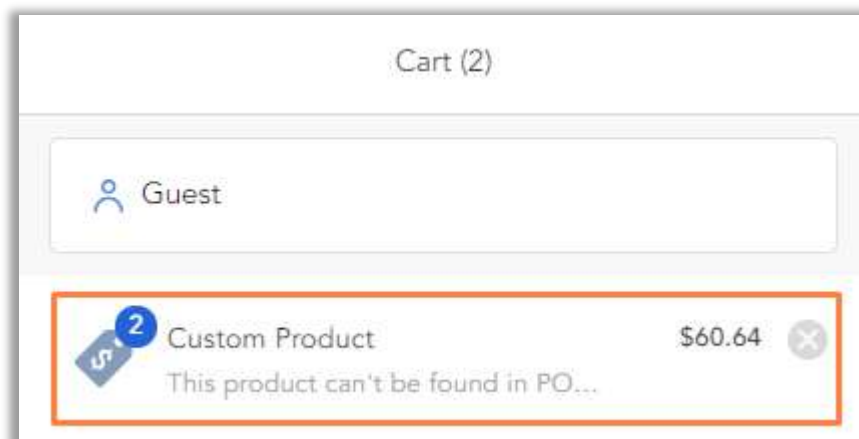 Cart (2)
Guest
2
Custom Product $60.64
$
This product can't be found in PO...